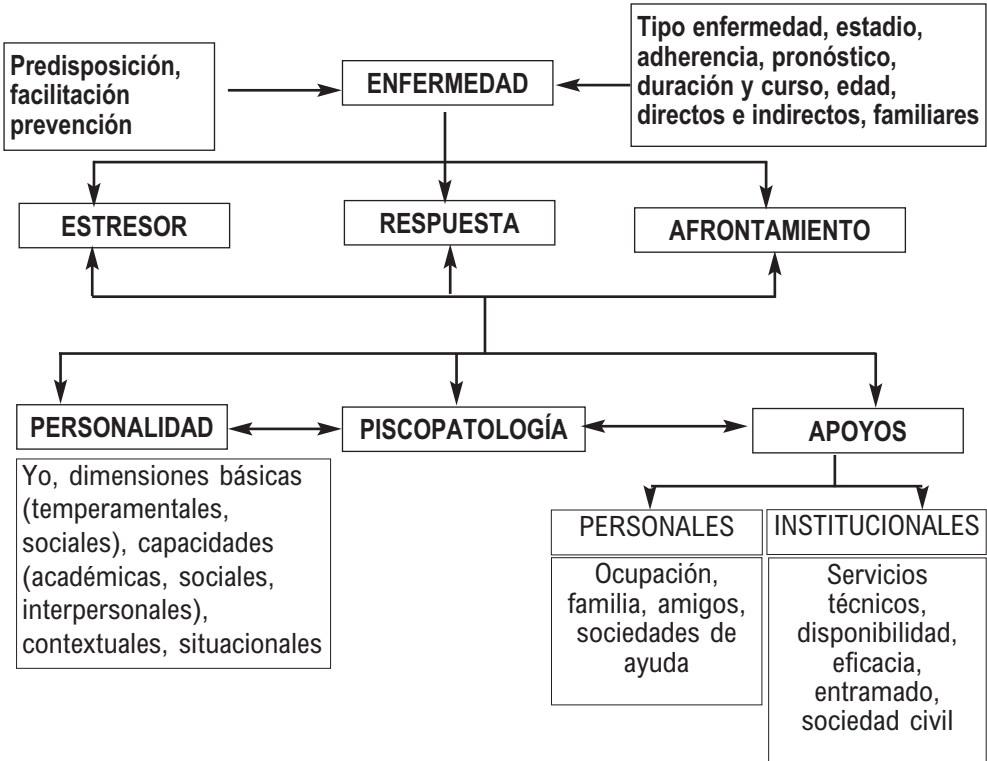 Predisposición,
facilitación
prevención
ENFERMEDAD
Tipo enfermedad, estadio,
adherencia, pronóstico,
duración y curso, edad,
directos e indirectos, familiares
ESTRESOR
RESPUESTA
AFRONTAMIENTO
PERSONALIDAD
PISCOPATOLOGÍA
APOYOS
Yo, dimensiones básicas
(temperamentales,
sociales), capacidades
(académicas, sociales,
interpersonales),
contextuales, situacionales
PERSONALES
Ocupación,
familia, amigos,
sociedades de
ayuda
INSTITUCIONALES
Servicios
técnicos,
disponibilidad,
eficacia,
entramado,
sociedad civil